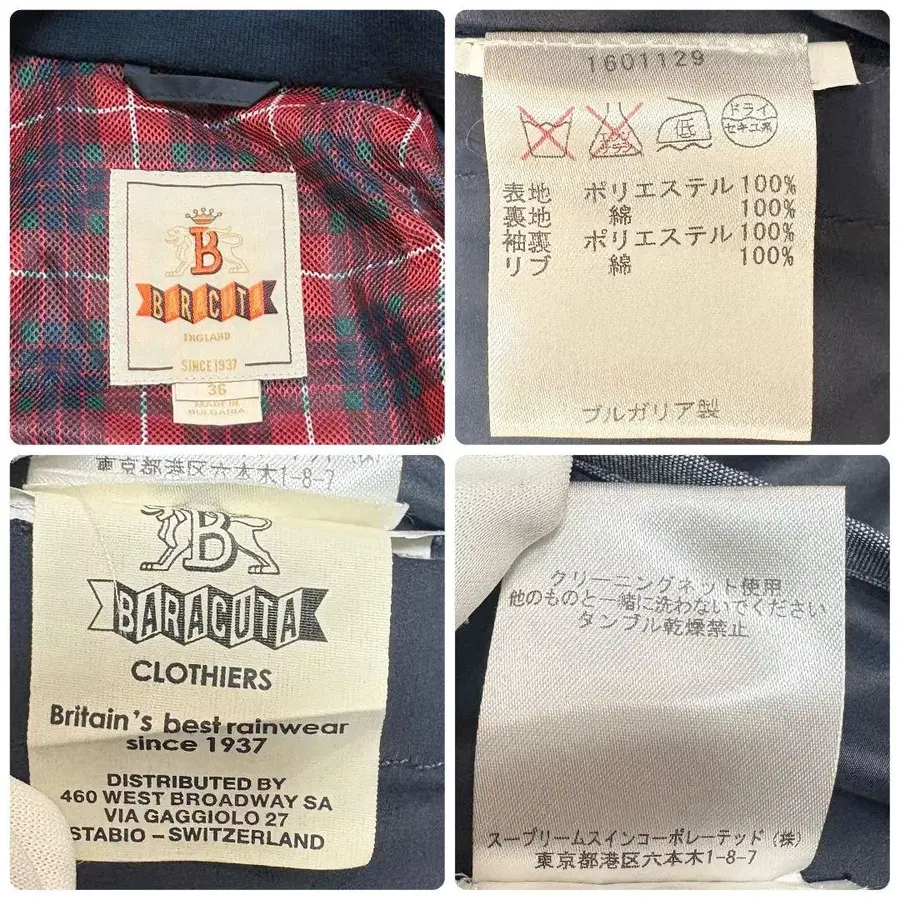 B
BARACUTA
ENGLAND
SINCE 1937
36
MADE IN
BULGARIA
1601129
エンソ
サラシ
低
ドライ
セキユ系
表地 ポリエステル 100%
裏地 綿 100%
袖裏 ポリエステル 100%
リブ 綿 100%
ブルガリア製
東京都港区六本木1-8-7
B
BARACUTA
CLOTHIERS
Britain's best rainwear
since 1937
DISTRIBUTED BY
460 WEST BROADWAY SA
VIA GAGGIOLO 27
STABIO – SWITZERLAND
クリーニングネット使用
他のものと一緒に洗わないでください
タンブル乾燥禁止
スープリームスインコーポレーテッド(株)
東京都港区六本木1-8-7